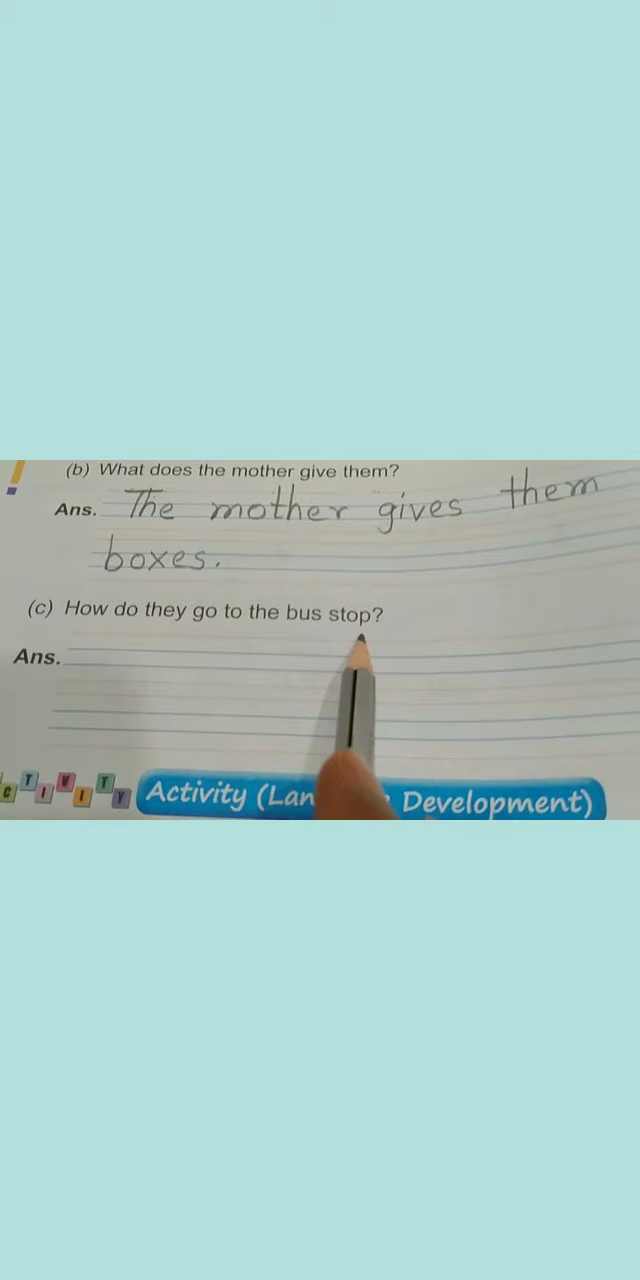 (b) What does the mother give them?
Ans. The mother gives them
boxes.
(c) How do they go to the bus stop?
Ans.
CTIVITY
Activity (Lan Development)